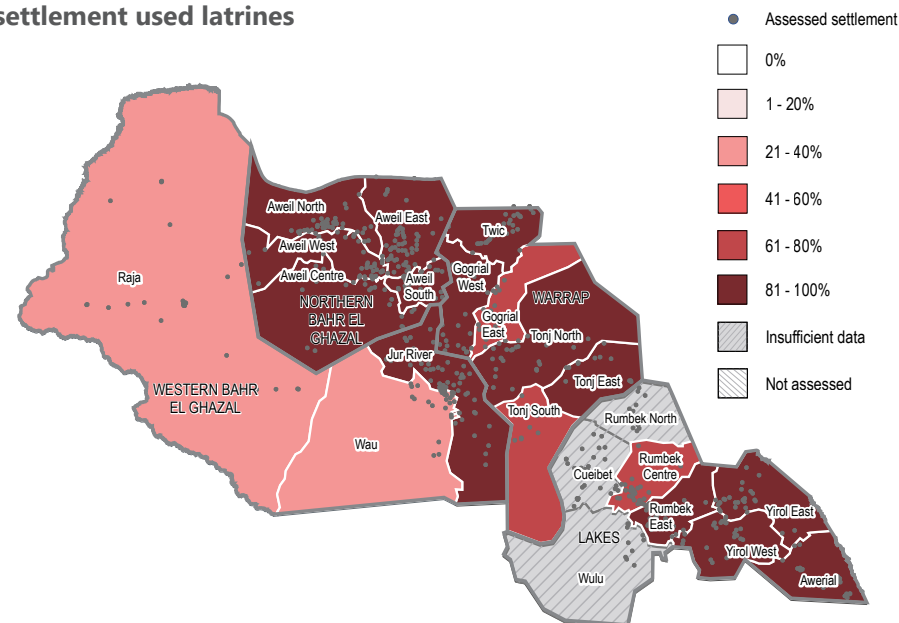 settlement used latrines
Assessed settlement
0%
1 - 20%
21 - 40%
41 - 60%
61 - 80%
81 - 100%
Insufficient data
Not assessed
Aweil North
Aweil East
Twic
Aweil West
Aweil Centre
Aweil
South
Gogrial
West
Raja
NORTHERN
BAHR EL
GHAZAL
WARRAP
Gogrial
East
Tonj North
Jur River
Tonj East
WESTERN BAHR
EL GHAZAL
Tonj South
Rumbek North
Wau
Rumbek
Centre
Cueibet
Rumbek
East
Yirol East
LAKES
Yirol West
Wulu
Awerial